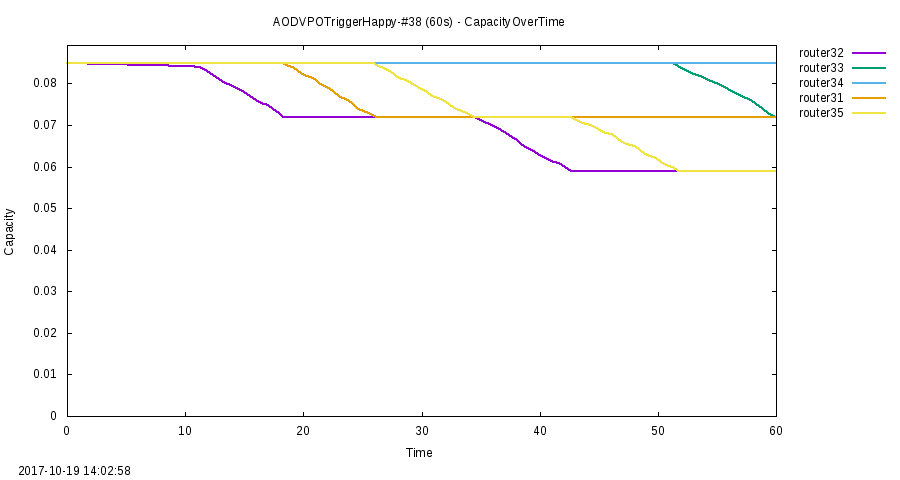 AODVPOTriggerHappy-#38 (60s) - CapacityOverTime
router32
router33
router34
router31
router35
0.08
0.07
0.06
0.05
0.04
0.03
0.02
0.01
0
Capacity
0 10 20 30 40 50 60
Time
2017-10-19 14:02:58